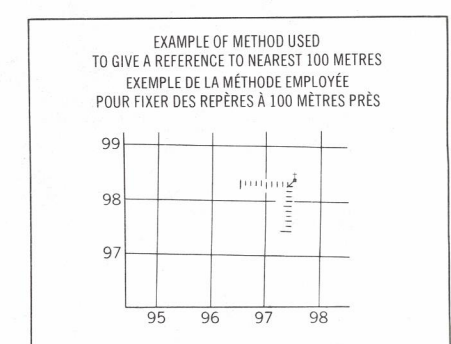 EXAMPLE OF METHOD USED
TO GIVE A REFERENCE TO NEAREST 100 METRES
EXEMPLE DE LA MÉTHODE EMPLOYÉE
POUR FIXER DES REPÈRES À 100 MÈTRES PRÈS
99
98
97
95 96 97 98